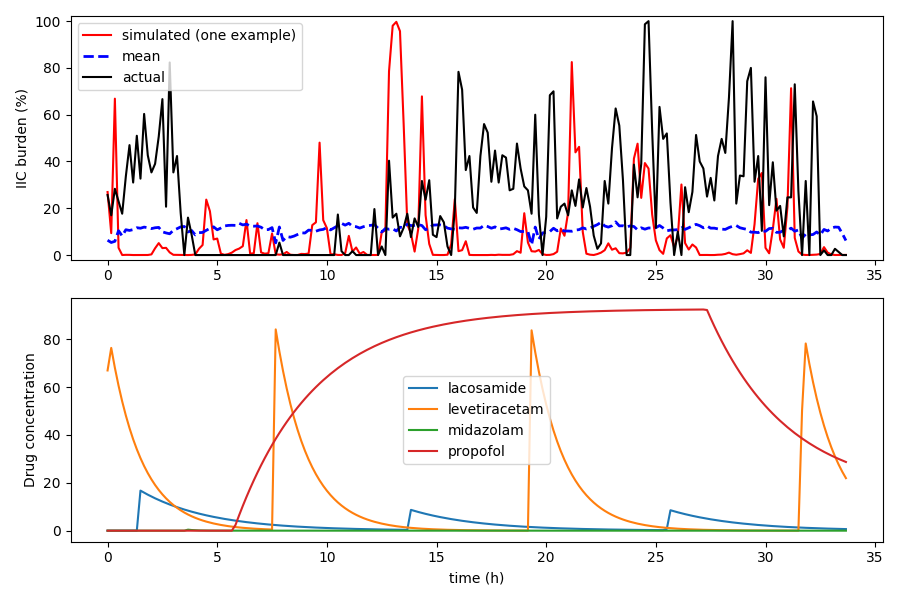 100
80
60
40
20
0
IIC burden (%)
simulated (one example)
mean
actual
0 5 10 15 20 25 30 35
80
60
40
20
0
Drug concentration
lacosamide
levetiracetam
midazolam
propofol
0 5 10 15 20 25 30 35
time (h)